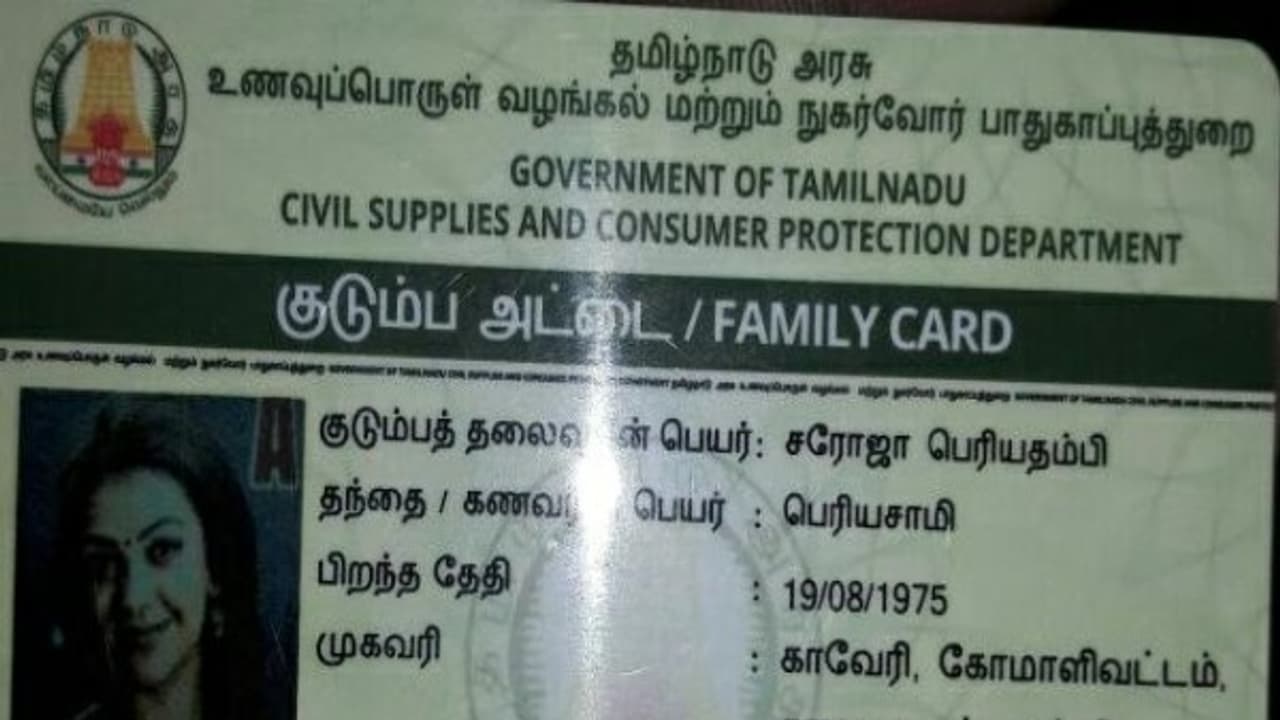 தமிழ்நாடு அரசு
உணவுப்பொருள் வழங்கல் மற்றும் நுகர்வோர் பாதுகாப்புத்துறை
GOVERNMENT OF TAMILNADU
CIVIL SUPPLIES AND CONSUMER PROTECTION DEPARTMENT
குடும்ப அட்டை / FAMILY CARD
குடும்பத் பெயர் : சரோஜா பெரியதம்பி
தந்தை / பெயர் : பெரியசாமி
பிறந்த தேதி : 19/08/1975
முகவரி : காவேரி, கோமாளிவட்டம்,